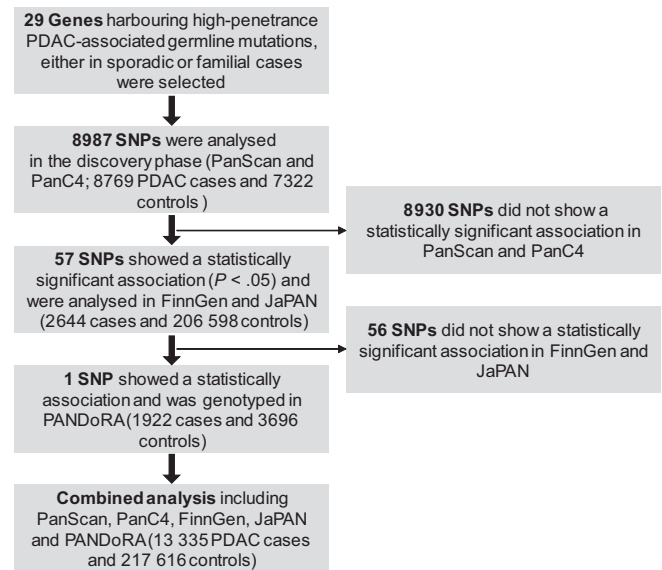 29 Genes harbouring high-penetrance
PDAC-associated germline mutations,
either in sporadic or familial cases
were selected
8987 SNPs were analysed
in the discovery phase (PanScan and
PanC4; 8769 PDAC cases and 7322
controls )
8930 SNPs did not show a
statistically significant association in
PanScan and PanC4
57 SNPs showed a statistically
significant association (P < .05) and
were analysed in FinnGen and JaPAN
(2644 cases and 206 598 controls)
56 SNPs did not show a statistically
significant association in FinnGen and
JaPAN
1 SNP showed a statistically
association and was genotyped in
PANDoRA (1922 cases and 3696
controls)
Combined analysis including
PanScan, PanC4, FinnGen, JaPAN
and PANDoRA (13 335 PDAC cases
and 217 616 controls)